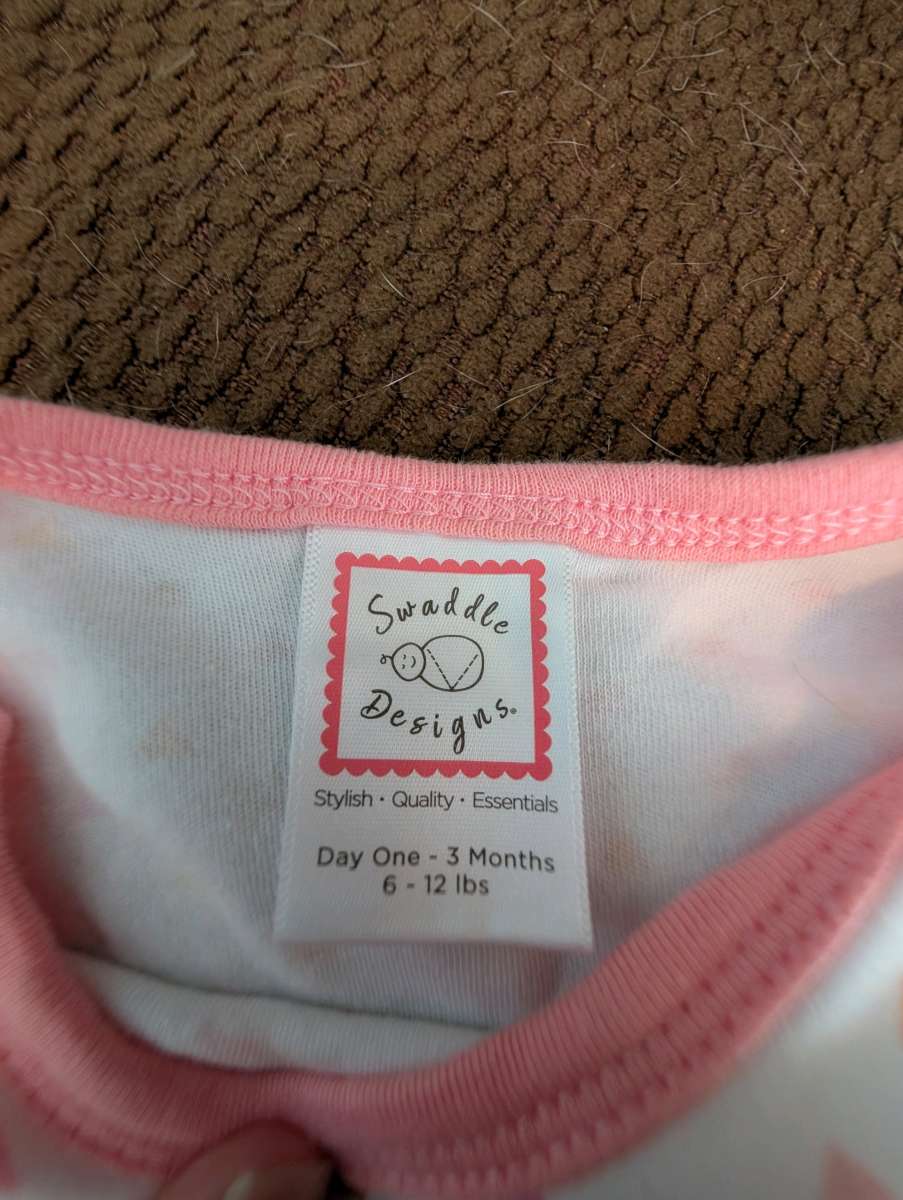 Swaddle
Designs®
Stylish · Quality · Essentials
Day One - 3 Months
6 - 12 lbs